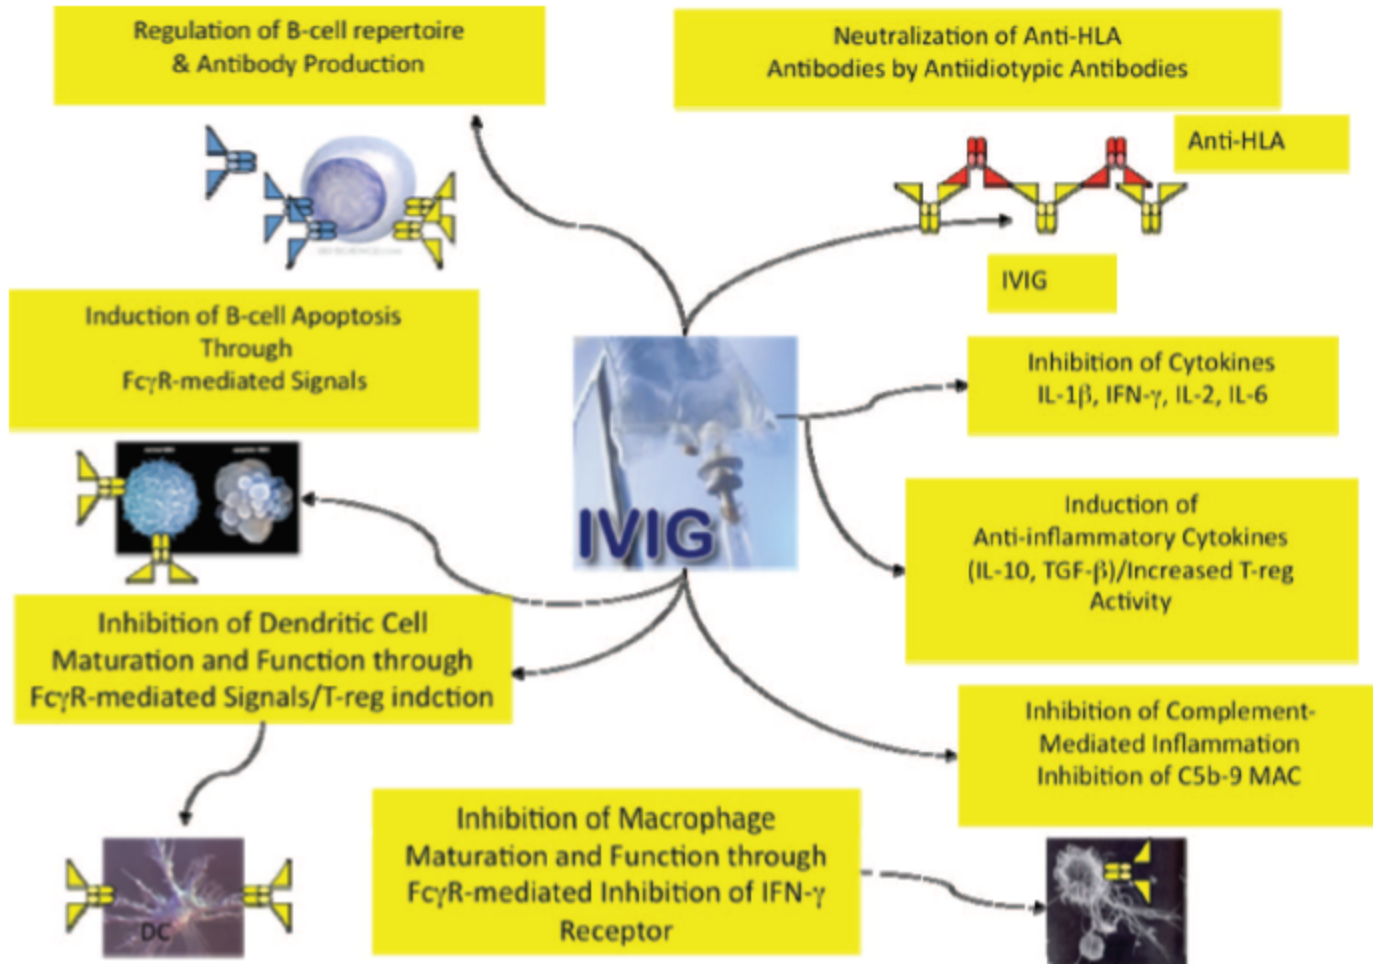 Regulation of B-cell repertoire
& Antibody Production
Neutralization of Anti-HLA
Antibodies by Antiidiotypic Antibodies
Anti-HLA
IVIG
Induction of B-cell Apoptosis
Through
FcγR-mediated Signals
Inhibition of Cytokines
IL-1β, IFN-γ, IL-2, IL-6
IVIG
Induction of
Anti-inflammatory Cytokines
(IL-10, TGF-β)/Increased T-reg
Activity
Inhibition of Dendritic Cell
Maturation and Function through
FcγR-mediated Signals/T-reg indction
Inhibition of Complement-
Mediated Inflammation
Inhibition of C5b-9 MAC
Inhibition of Macrophage
Maturation and Function through
FcγR-mediated Inhibition of IFN-γ
Receptor
DC